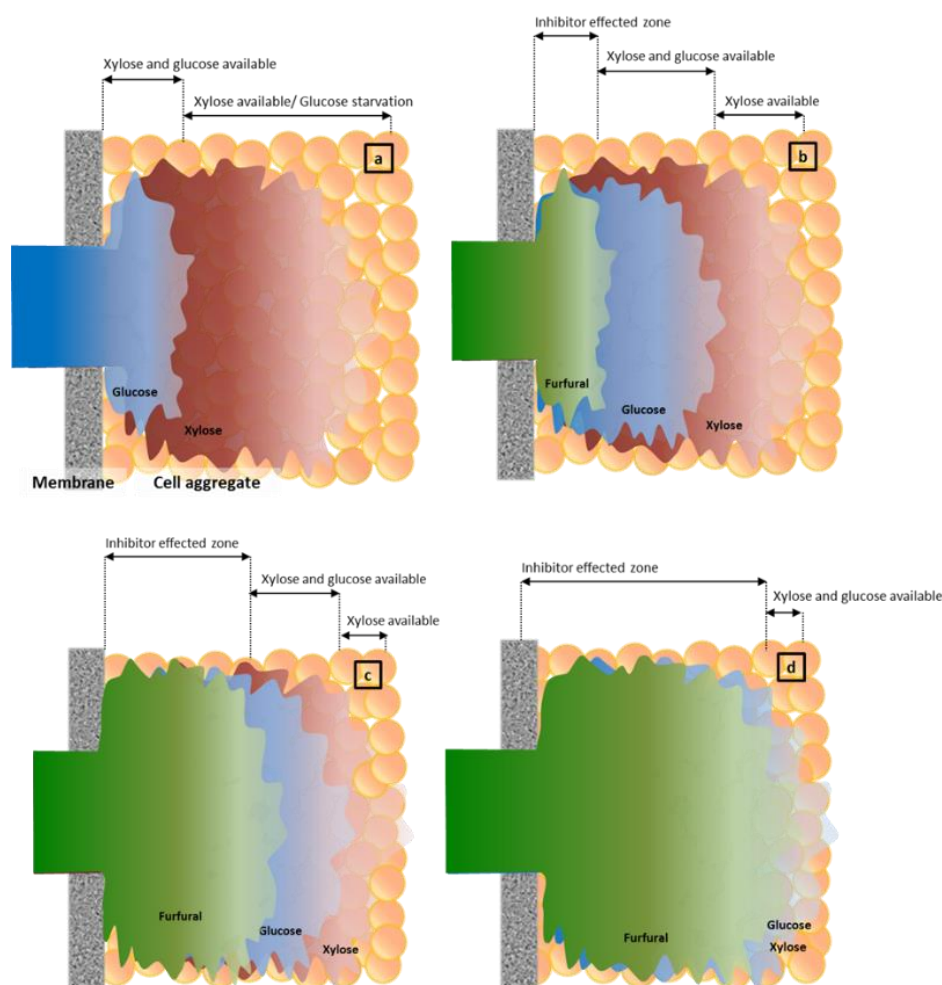 Xylose and glucose available
Xylose available/ Glucose starvation
a
Glucose
Xylose
Membrane
Cell aggregate
Inhibitor effected zone
Xylose and glucose available
Xylose available
b
Furfural
Glucose
Xylose
Inhibitor effected zone
Xylose and glucose available
Xylose available
c
Furfural
Glucose
Xylose
Inhibitor effected zone
Xylose and glucose available
d
Furfural
Glucose
Xylose